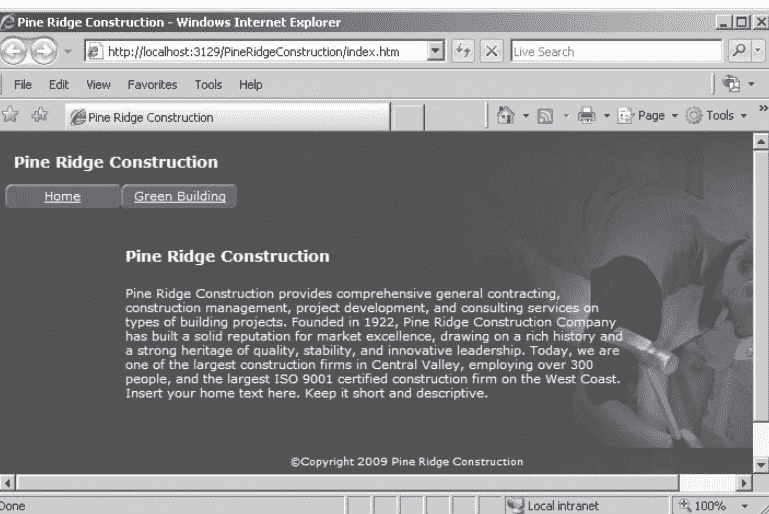 Pine Ridge Construction - Windows Internet Explorer
http://localhost:3129/PineRidgeConstruction/index.htm
Live Search
File Edit View Favorites Tools Help
Pine Ridge Construction
Page Tools
Pine Ridge Construction
Home Green Building
Pine Ridge Construction
Pine Ridge Construction provides comprehensive general contracting,
construction management, project development, and consulting services on
types of building projects. Founded in 1922, Pine Ridge Construction Company
has built a solid reputation for market excellence, drawing on a rich history and
a strong heritage of quality, stability, and innovative leadership. Today, we are
one of the largest construction firms in Central Valley, employing over 300
people, and the largest ISO 9001 certified construction firm on the West Coast.
Insert your home text here. Keep it short and descriptive.
©Copyright 2009 Pine Ridge Construction
Done Local intranet 100%